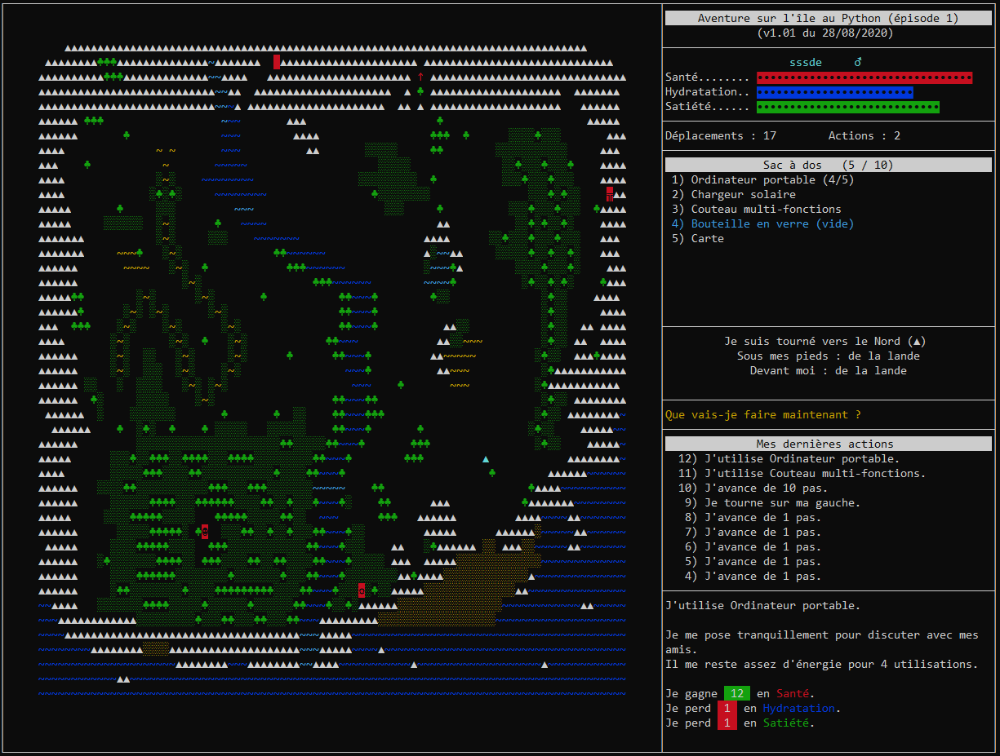 Aventure sur l'île au Python (épisode 1)
(v1.01 du 28/08/2020)
sssde ♂
Santé........
Hydratation..
Satiété......
Déplacements : 17 Actions : 2
Sac à dos (5 / 10)
1) Ordinateur portable (4/5)
2) Chargeur solaire
3) Couteau multi-fonctions
4) Bouteille en verre (vide)
5) Carte
Je suis tourné vers le Nord (▲)
Sous mes pieds : de la lande
Devant moi : de la lande
Que vais-je faire maintenant ?
Mes dernières actions
12) J'utilise Ordinateur portable.
11) J'utilise Couteau multi-fonctions.
10) J'avance de 10 pas.
9) Je tourne sur ma gauche.
8) J'avance de 1 pas.
7) J'avance de 1 pas.
6) J'avance de 1 pas.
5) J'avance de 1 pas.
4) J'avance de 1 pas.
J'utilise Ordinateur portable.
Je me pose tranquillement pour discuter avec mes
amis.
Il me reste assez d'énergie pour 4 utilisations.
Je gagne 12 en Santé.
Je perd 1 en Hydratation.
Je perd 1 en Satiété.